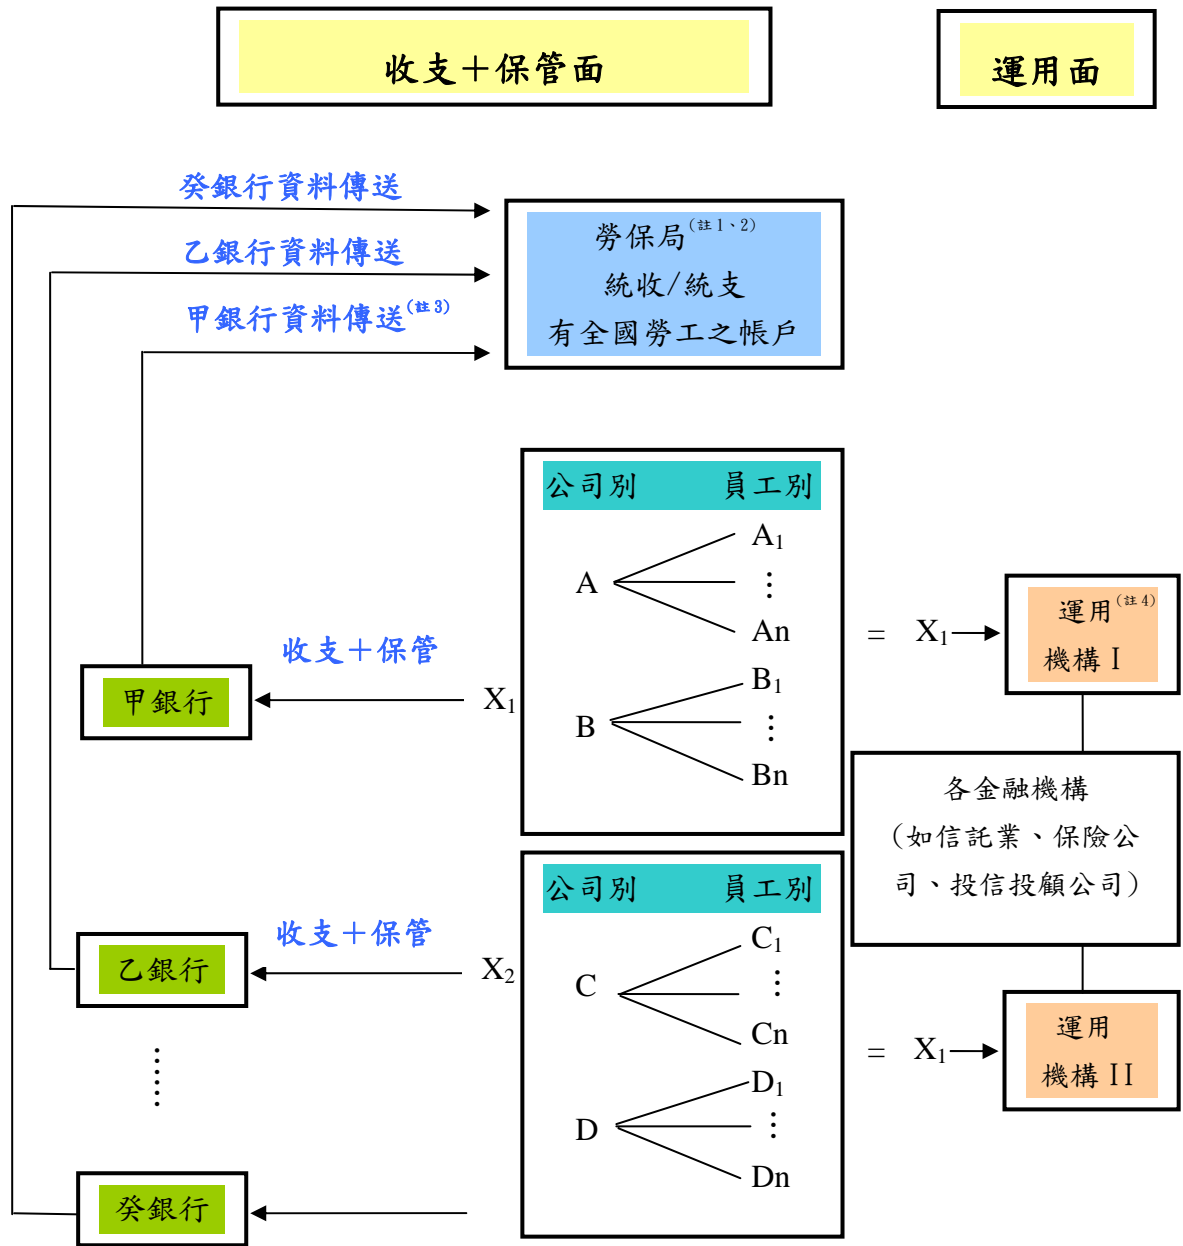 收支＋保管面
運用面
癸銀行資料傳送
乙銀行資料傳送
甲銀行資料傳送(註3)
勞保局(註1、2)
統收/統支
有全國勞工之帳戶
公司別 員工別
A
A1
⋮
An
B
B1
⋮
Bn
收支＋保管
甲銀行
X1
= X1
運用(註4)
機構 I
各金融機構
（如信託業、保險公
司、投信投顧公司）
公司別 員工別
C
C1
⋮
Cn
D
D1
⋮
Dn
收支＋保管
乙銀行
X2
= X1
運用
機構 II
⋮
癸銀行